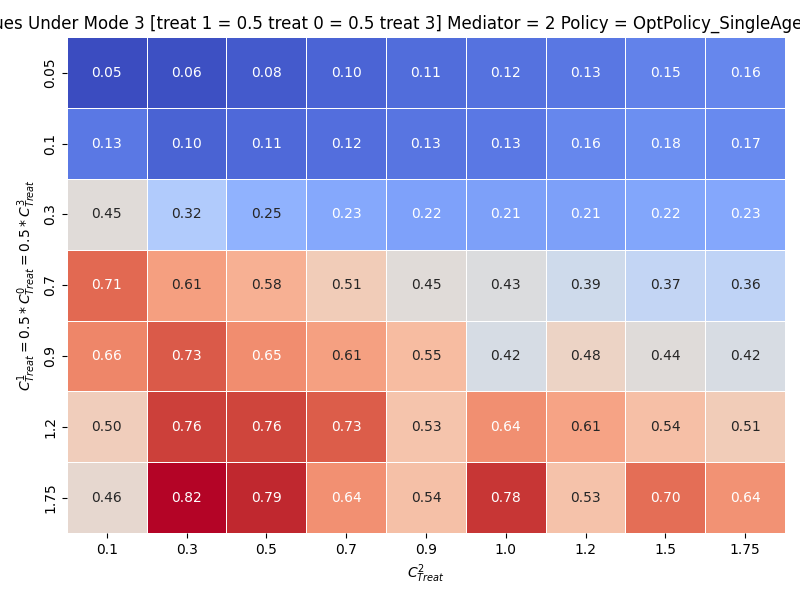 ues Under Mode 3 [treat 1 = 0.5 treat 0 = 0.5 treat 3] Mediator = 2 Policy = OptPolicy_SingleAge
0.05 0.05 0.06 0.08 0.10 0.11 0.12 0.13 0.15 0.16
0.1 0.13 0.10 0.11 0.12 0.13 0.13 0.16 0.18 0.17
0.3 0.45 0.32 0.25 0.23 0.22 0.21 0.21 0.22 0.23
0.7 0.71 0.61 0.58 0.51 0.45 0.43 0.39 0.37 0.36
0.9 0.66 0.73 0.65 0.61 0.55 0.42 0.48 0.44 0.42
1.2 0.50 0.76 0.76 0.73 0.53 0.64 0.61 0.54 0.51
1.75 0.46 0.82 0.79 0.64 0.54 0.78 0.53 0.70 0.64
0.1 0.3 0.5 0.7 0.9 1.0 1.2 1.5 1.75
C^1_{Treat} = 0.5 * C^0_{Treat} = 0.5 * C^3_{Treat}
C^2_{Treat}